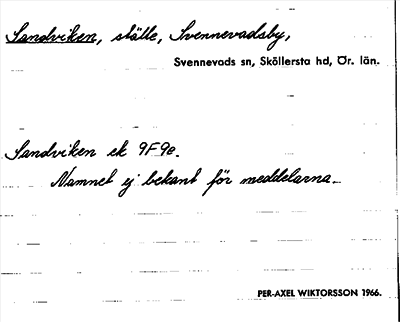 Sandviken, ställe, Svennevadsby,
Svennevads sn, Sköllersta hd, Ör. län.
Sandviken ek 9F9e.
Namnet ej bekant för meddelarna.
PER-AXEL WIKTORSSON 1966.